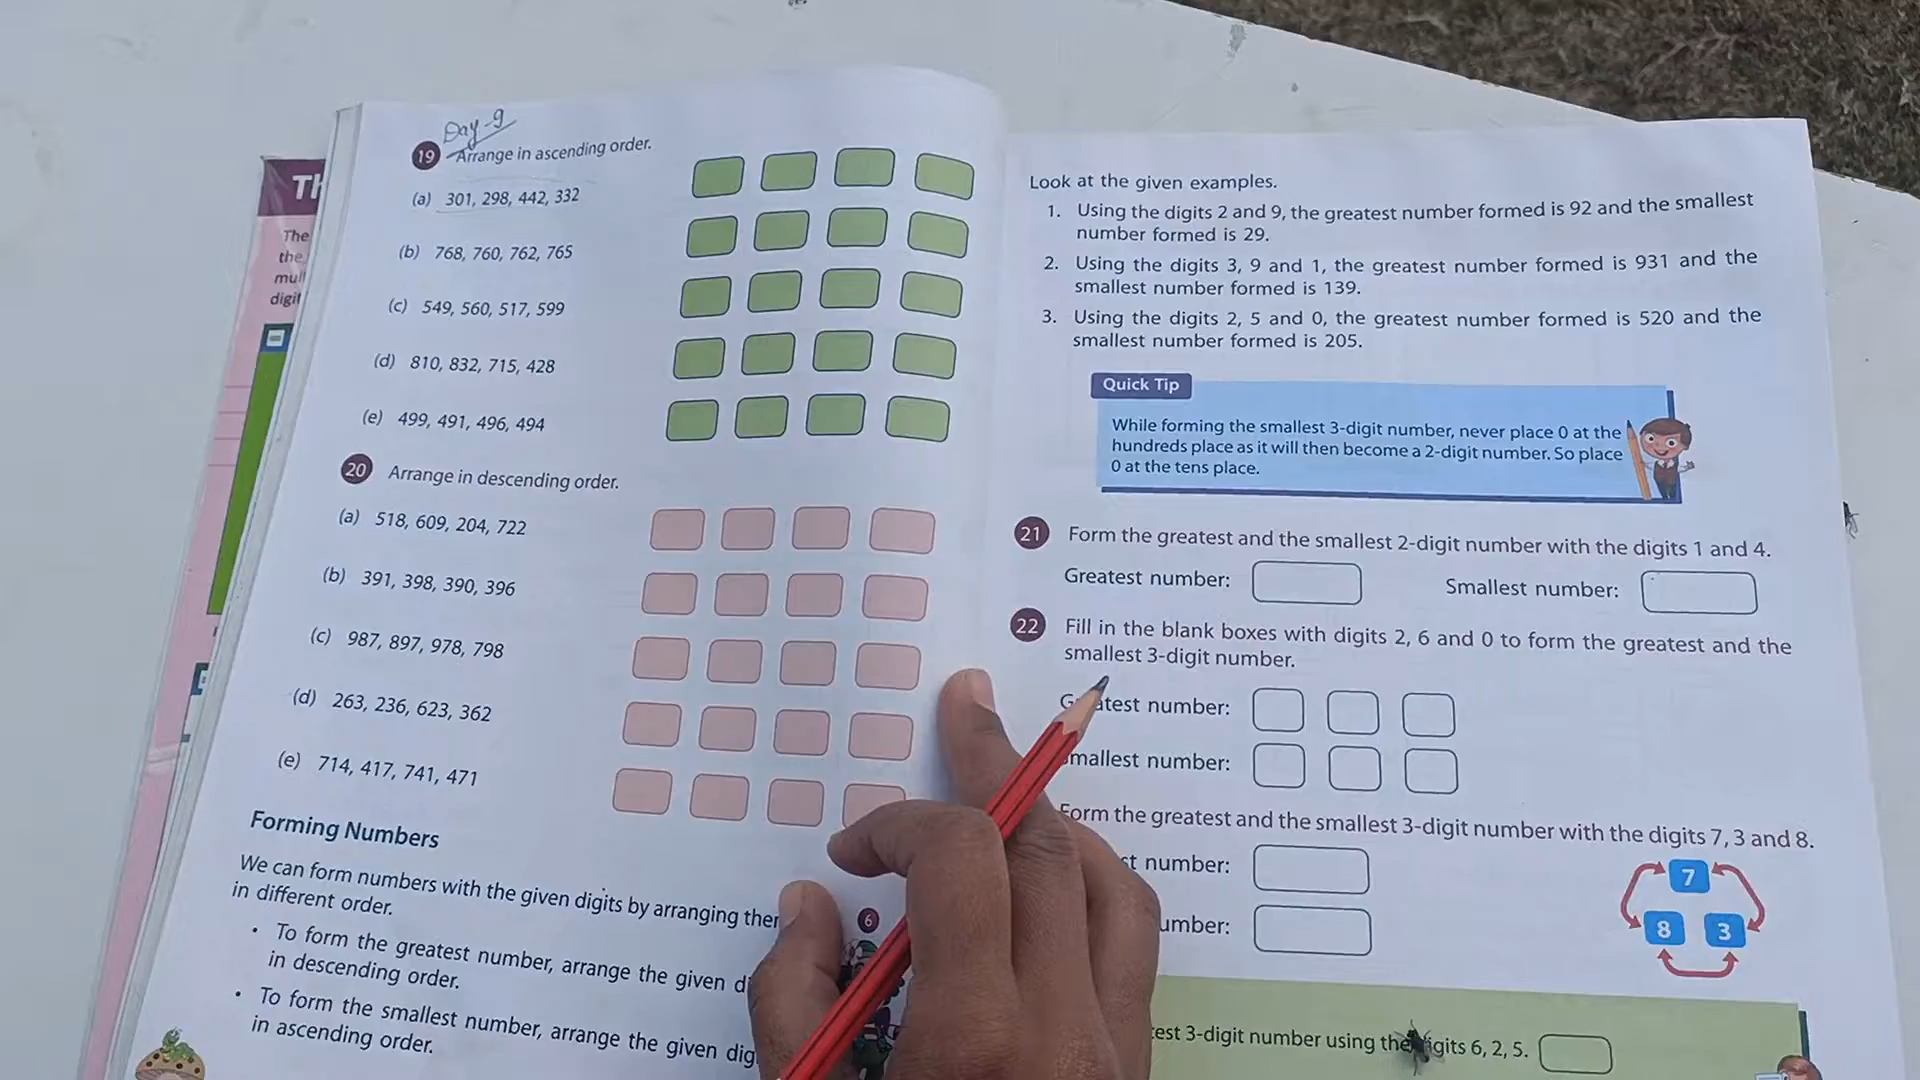 Th
The
the
mul
digit
Day-9
19 Arrange in ascending order.
(a) 301, 298, 442, 332
(b) 768, 760, 762, 765
(c) 549, 560, 517, 599
(d) 810, 832, 715, 428
(e) 499, 491, 496, 494
20 Arrange in descending order.
(a) 518, 609, 204, 722
(b) 391, 398, 390, 396
(c) 987, 897, 978, 798
(d) 263, 236, 623, 362
(e) 714, 417, 741, 471
Forming Numbers
We can form numbers with the given digits by arranging
in different order.
• To form the greatest number, arrange the given
in descending order.
• To form the smallest number, arrange the given dig
in ascending order.
6
Look at the given examples.
1. Using the digits 2 and 9, the greatest number formed is 92 and the smallest
number formed is 29.
2. Using the digits 3, 9 and 1, the greatest number formed is 931 and the
smallest number formed is 139.
3. Using the digits 2, 5 and 0, the greatest number formed is 520 and the
smallest number formed is 205.
Quick Tip
While forming the smallest 3-digit number, never place 0 at the
hundreds place as it will then become a 2-digit number. So place
0 at the tens place.
21 Form the greatest and the smallest 2-digit number with the digits 1 and 4.
Greatest number: Smallest number:
22 Fill in the blank boxes with digits 2, 6 and 0 to form the greatest and the
smallest 3-digit number.
Greatest number:
Smallest number:
Form the greatest and the smallest 3-digit number with the digits 7, 3 and 8.
st number:
umber:
7
8 3
test 3-digit number using the digits 6, 2, 5.